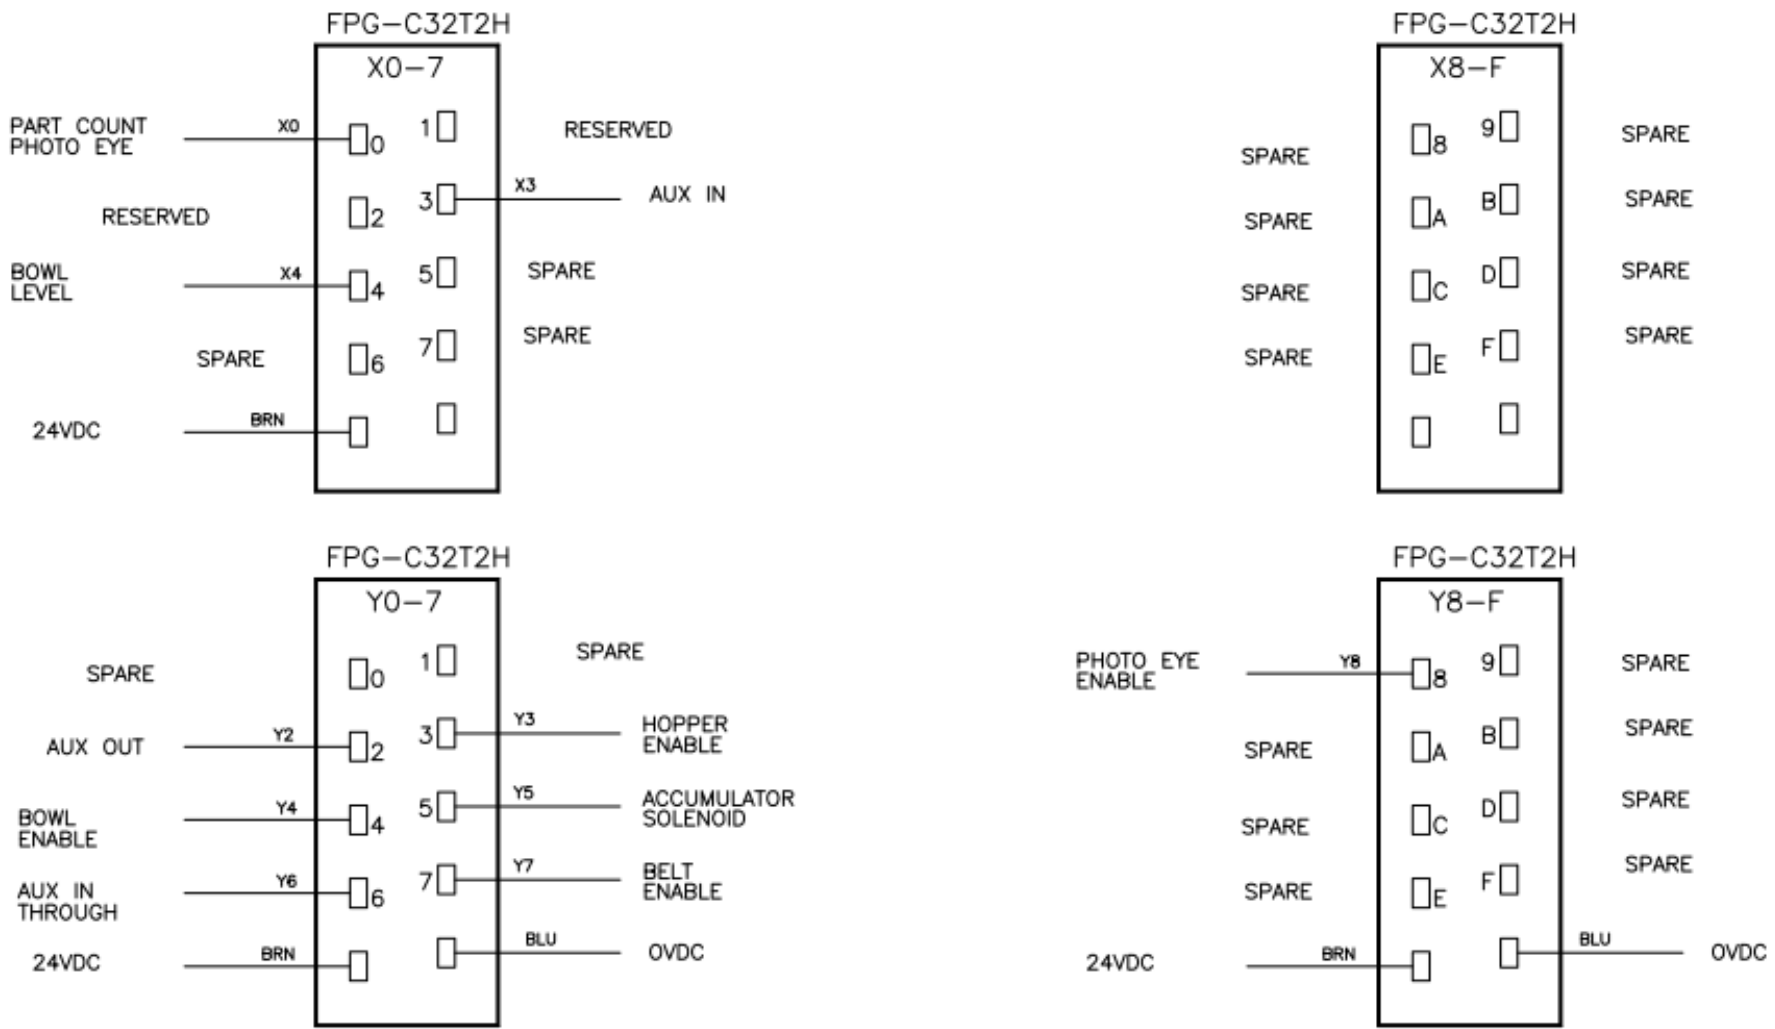 FPG-C32T2H
X0-7
PART COUNT
PHOTO EYE
X0
0
1
RESERVED
RESERVED
2
3
X3
AUX IN
BOWL
LEVEL
X4
4
5
SPARE
SPARE
6
7
SPARE
24VDC
BRN
FPG-C32T2H
X8-F
SPARE
8
9
SPARE
SPARE
A
B
SPARE
SPARE
C
D
SPARE
SPARE
E
F
SPARE
FPG-C32T2H
Y0-7
SPARE
0
1
SPARE
AUX OUT
Y2
2
3
Y3
HOPPER
ENABLE
BOWL
ENABLE
Y4
4
5
Y5
ACCUMULATOR
SOLENOID
AUX IN
THROUGH
Y6
6
7
Y7
BELT
ENABLE
24VDC
BRN
BLU
0VDC
FPG-C32T2H
Y8-F
PHOTO EYE
ENABLE
Y8
8
9
SPARE
SPARE
A
B
SPARE
SPARE
C
D
SPARE
SPARE
E
F
SPARE
24VDC
BRN
BLU
0VDC